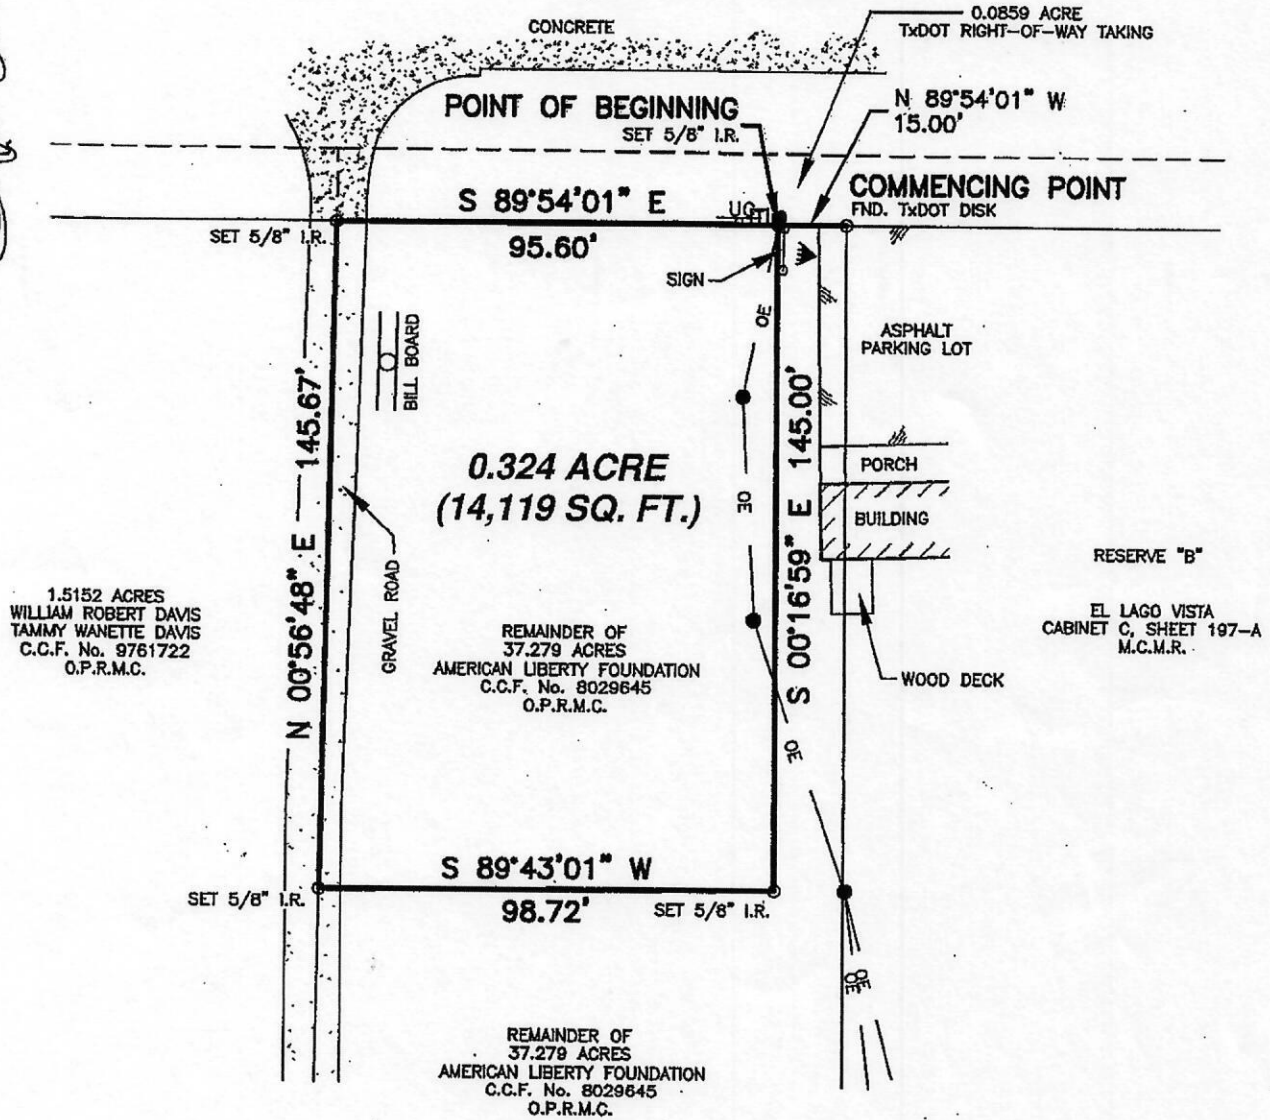 CONCRETE
0.0859 ACRE
TxDOT RIGHT-OF-WAY TAKING
POINT OF BEGINNING
SET 5/8" I.R.
N 89°54'01" W
15.00'
COMMENCING POINT
FND. TxDOT DISK
S 89°54'01" E
95.60'
SET 5/8" I.R.
SIGN
OE
ASPHALT
PARKING LOT
BILL BOARD
N 00°56'48" E 145.67'
S 00°16'59" E 145.00'
0.324 ACRE
(14,119 SQ. FT.)
OE
PORCH
BUILDING
RESERVE "B"
GRAVEL ROAD
1.5152 ACRES
WILLIAM ROBERT DAVIS
TAMMY WANETTE DAVIS
C.C.F. No. 9761722
O.P.R.M.C.
REMAINDER OF
37.279 ACRES
AMERICAN LIBERTY FOUNDATION
C.C.F. No. 8029645
O.P.R.M.C.
EL LAGO VISTA
CABINET C, SHEET 197-A
M.C.M.R.
WOOD DECK
OE
S 89°43'01" W
98.72'
SET 5/8" I.R.
SET 5/8" I.R.
OE
OE
REMAINDER OF
37.279 ACRES
AMERICAN LIBERTY FOUNDATION
C.C.F. No. 8029645
O.P.R.M.C.